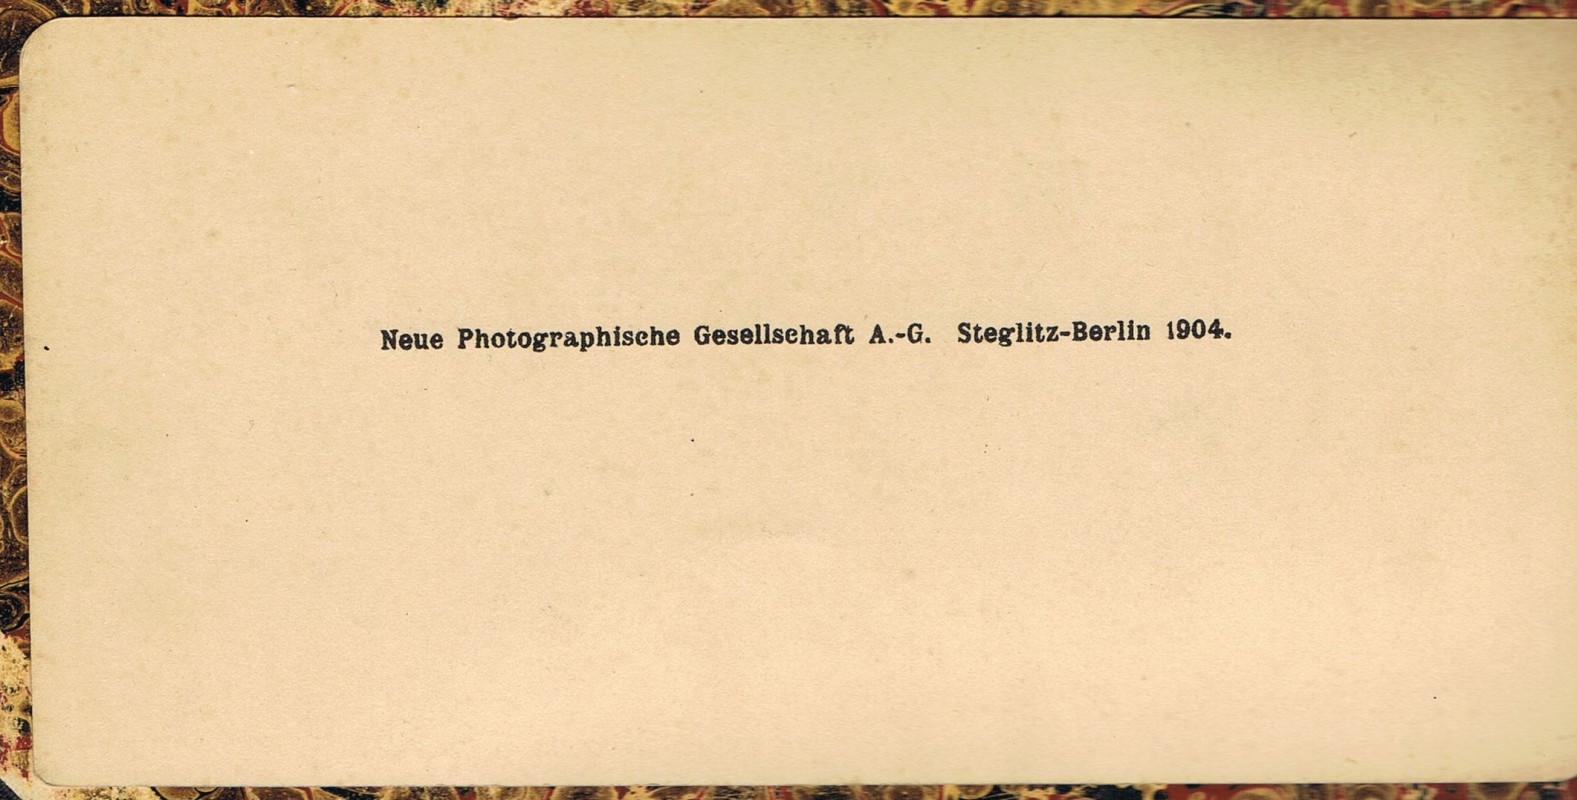 Neue Photographische Gesellschaft A.-G. Steglitz-Berlin 1904.